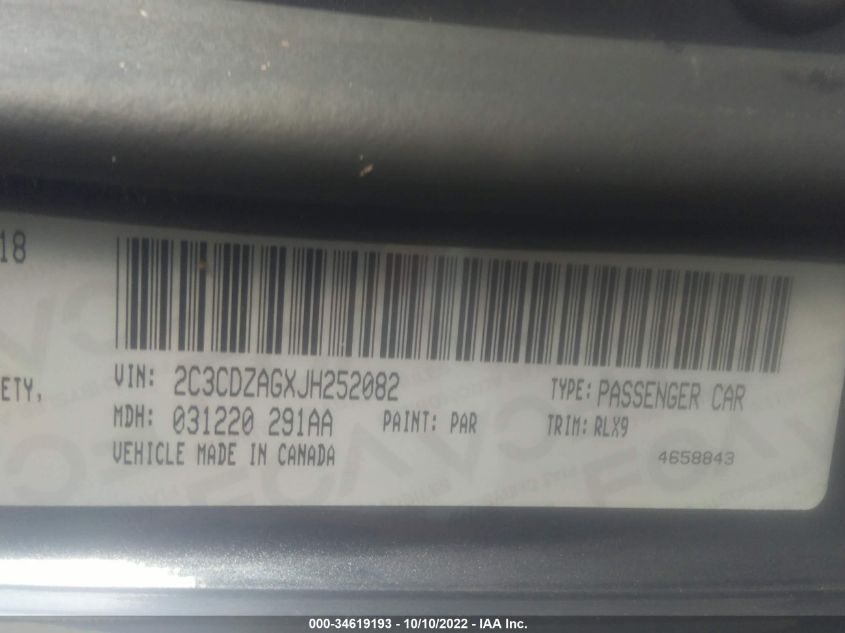 18
ETY,
VIN: 2C3CDZAGXJH252082 TYPE: PASSENGER CAR
MDH: 031220 291AA PAINT: PAR TRIM: RLX9
VEHICLE MADE IN CANADA 4658843
000-34619193 - 10/10/2022 - IAA Inc.